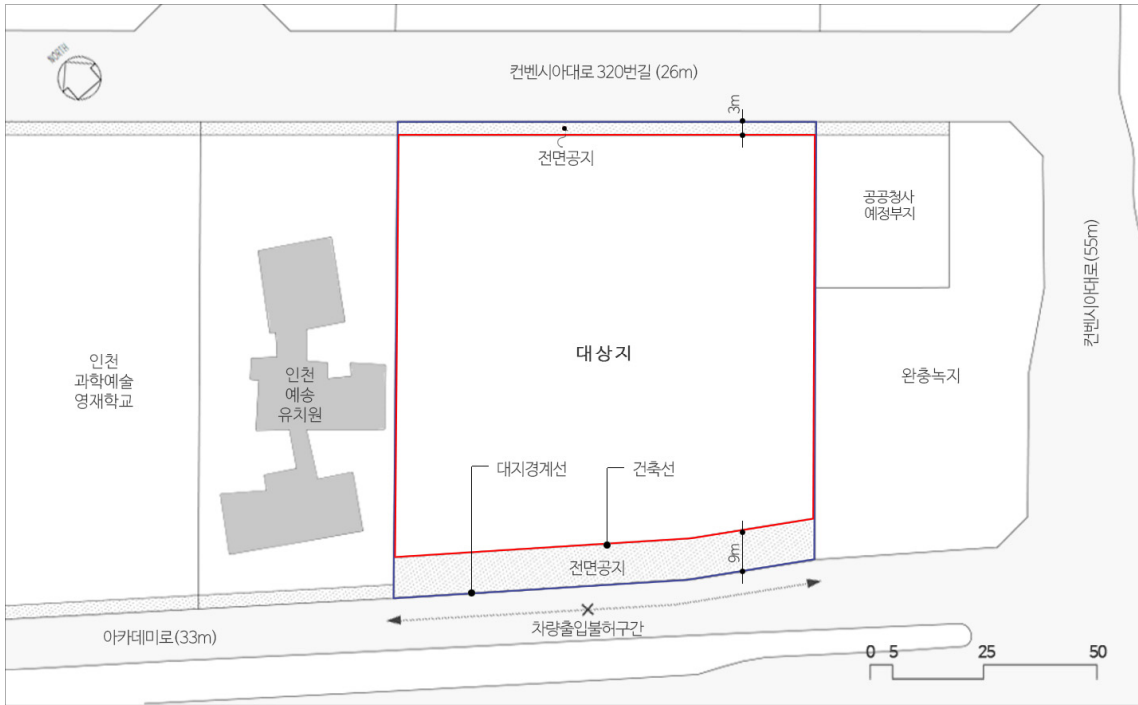 NORTH
컨벤시아대로 320번길 (26m)
3m
전면공지
공공청사
예정부지
컨벤시아대로(55m)
대상지
인천
과학예술
영재학교
인천
예송
유치원
완충녹지
대지경계선
건축선
9m
전면공지
차량출입불허구간
아카데미로(33m)
0 5 25 50